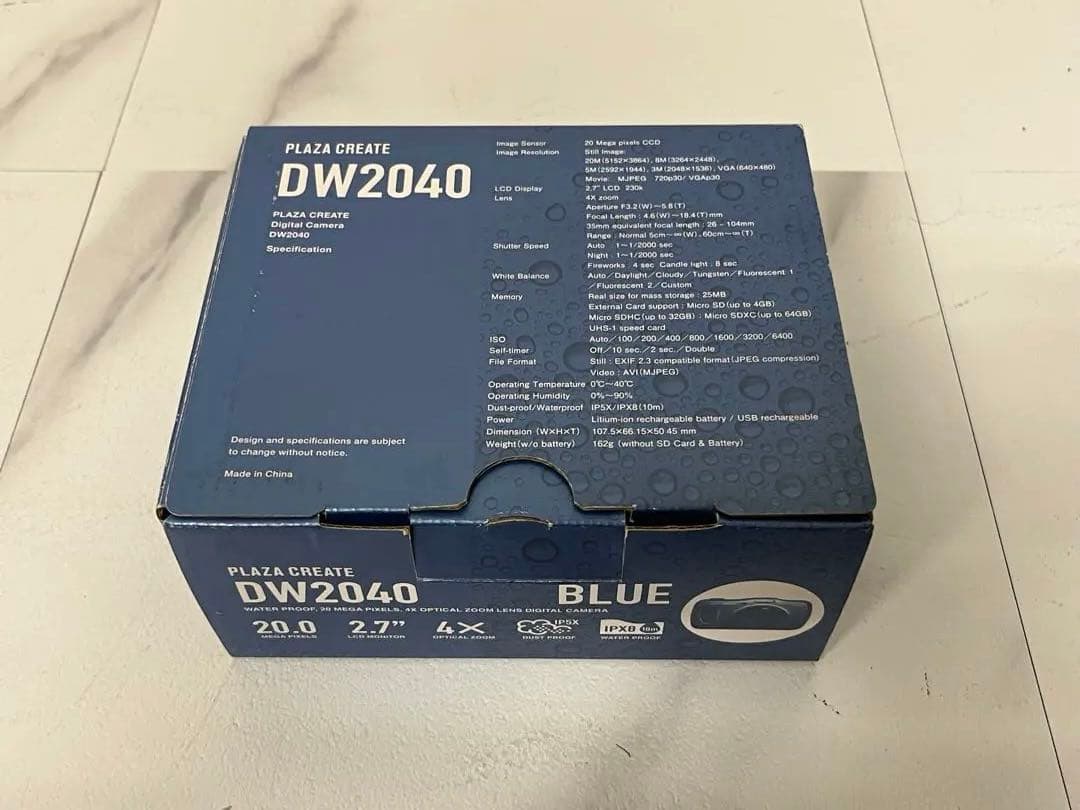 PLAZA CREATE
DW2040
PLAZA CREATE
Digital Camera
DW2040
Specification
Image Sensor 20 Mega pixels CCD
Image Resolution Still Image:
20M(5152×3864), 8M(3264×2448),
5M(2592×1944), 3M(2048×1536), VGA(640×480)
Movie: MJPEG 720p30/ VGAp30
LCD Display 2.7" LCD 230k
Lens 4X zoom
Aperture F3.2(W)~5.8(T)
Focal Length : 4.6(W)~18.4(T)mm
35mm equivalent focal length : 26 - 104mm
Range : Normal 5cm~∞(W), 60cm~∞(T)
Shutter Speed Auto : 1~1/2000 sec
Night : 1~1/2000 sec
Fireworks : 4 sec Candle light : 8 sec
White Balance Auto/Daylight/Cloudy/Tungsten/Fluorescent 1
/Fluorescent 2/Custom
Memory Real size for mass storage : 25MB
External Card support : Micro SD(up to 4GB)
Micro SDHC(up to 32GB) : Micro SDXC(up to 64GB)
UHS-1 speed card
ISO Auto/100/200/400/800/1600/3200/6400
Self-timer Off/10 sec./2 sec./Double
File Format Still : EXIF 2.3 compatible format(JPEG compression)
Video : AVI(MJPEG)
Operating Temperature 0℃~40℃
Operating Humidity 0%~90%
Dust-proof/Waterproof IP5X/IPX8(10m)
Power Litium-ion rechargeable battery / USB rechargeable
Dimension (W×H×T) 107.5×66.15×50.45 mm
Weight(w/o battery) 162g (without SD Card & Battery)
Design and specifications are subject
to change without notice.
Made in China
PLAZA CREATE
DW2040 BLUE
WATER PROOF, 20 MEGA PIXELS, 4X OPTICAL ZOOM LENS DIGITAL CAMERA
20.0 2.7" 4X IP5X IPX8 10m
MEGA PIXELS LCD MONITOR OPTICAL ZOOM DUST PROOF WATER PROOF